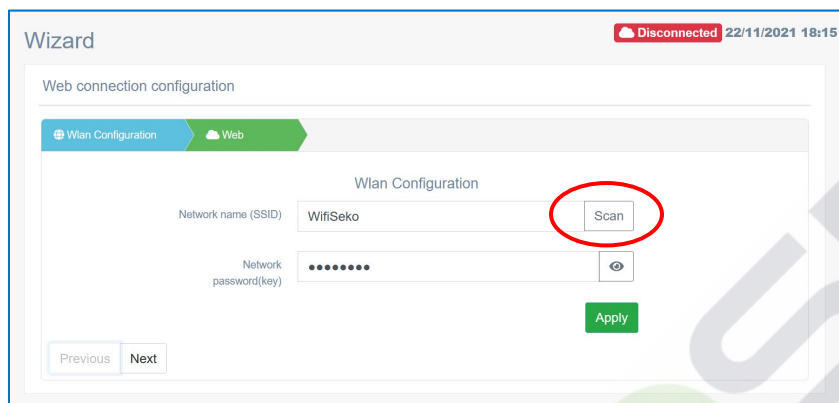 Wizard
Disconnected 22/11/2021 18:15
Web connection configuration
Wlan Configuration Web
Wlan Configuration
Network name (SSID) WifiSeko Scan
Network
password(key) ●●●●●●●●
Apply
Previous Next